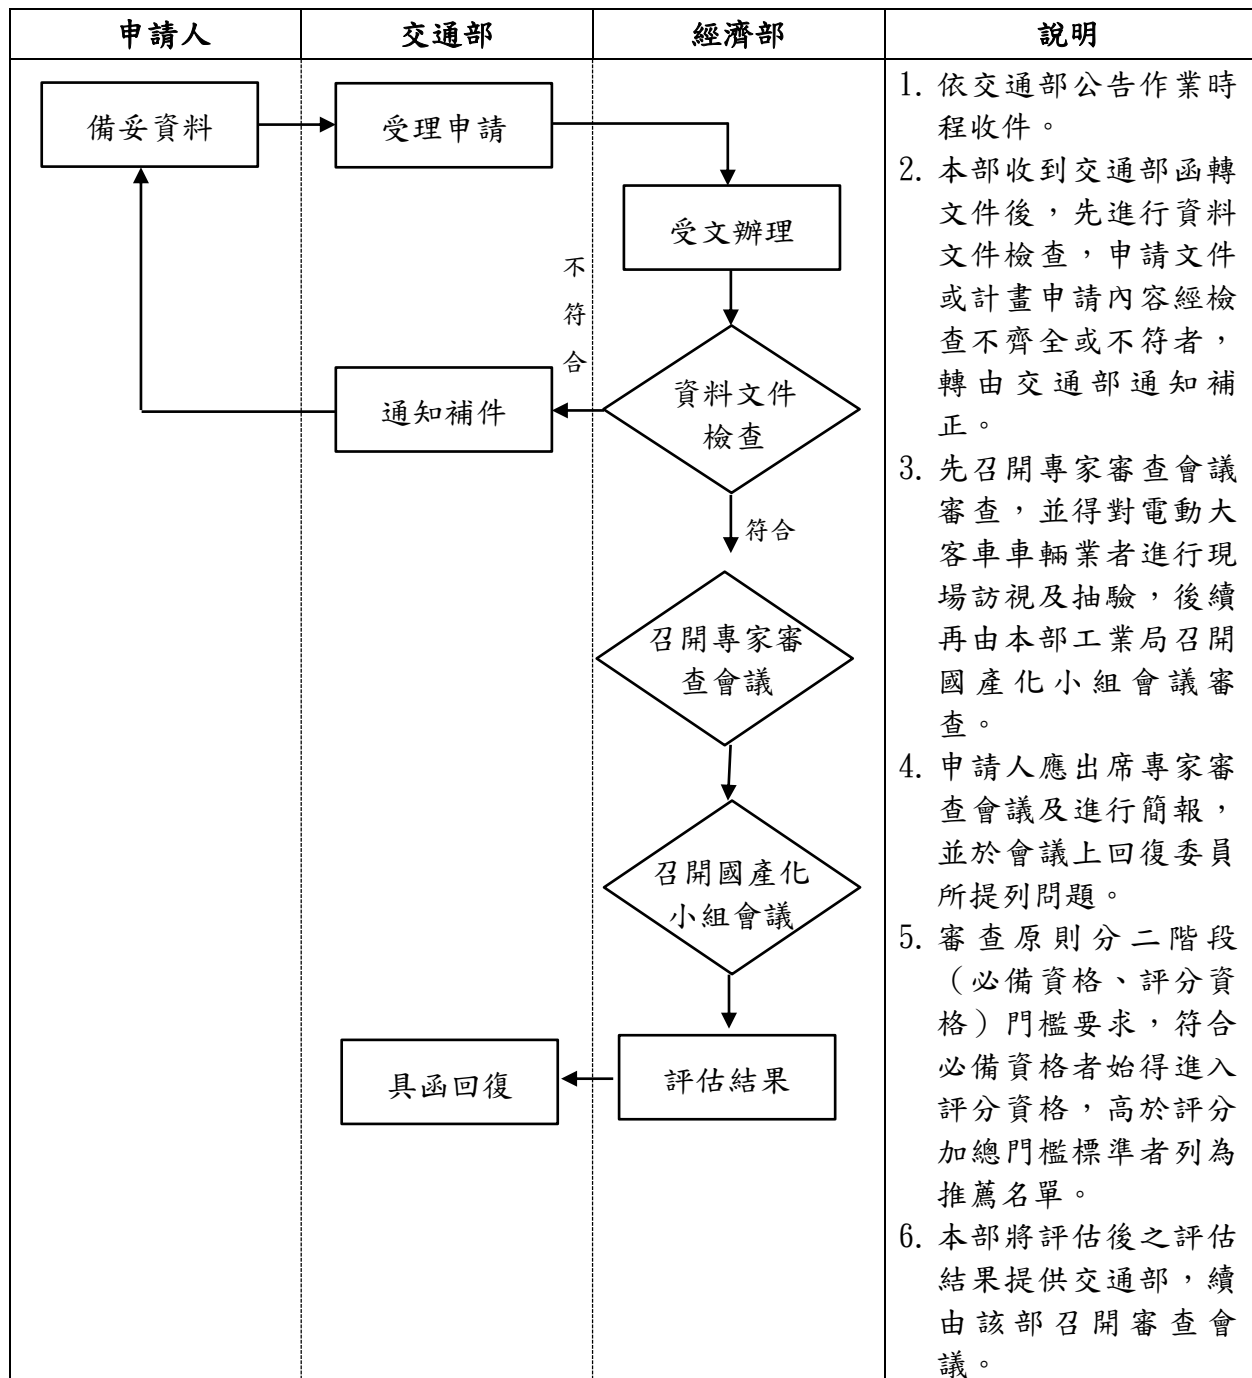 申請人
交通部
經濟部
說明
備妥資料
受理申請
受文辦理
不
符
合
通知補件
資料文件
檢查
符合
召開專家審
查會議
召開國產化
小組會議
具函回復
評估結果
1. 依交通部公告作業時
程收件。
2. 本部收到交通部函轉
文件後，先進行資料
文件檢查，申請文件
或計畫申請內容經檢
查不齊全或不符者，
轉由交通部通知補
正。
3. 先召開專家審查會議
審查，並得對電動大
客車車輛業者進行現
場訪視及抽驗，後續
再由本部工業局召開
國產化小組會議審
查。
4. 申請人應出席專家審
查會議及進行簡報，
並於會議上回復委員
所提列問題。
5. 審查原則分二階段
（必備資格、評分資
格）門檻要求，符合
必備資格者始得進入
評分資格，高於評分
加總門檻標準者列為
推薦名單。
6. 本部將評估後之評估
結果提供交通部，續
由該部召開審查會
議。